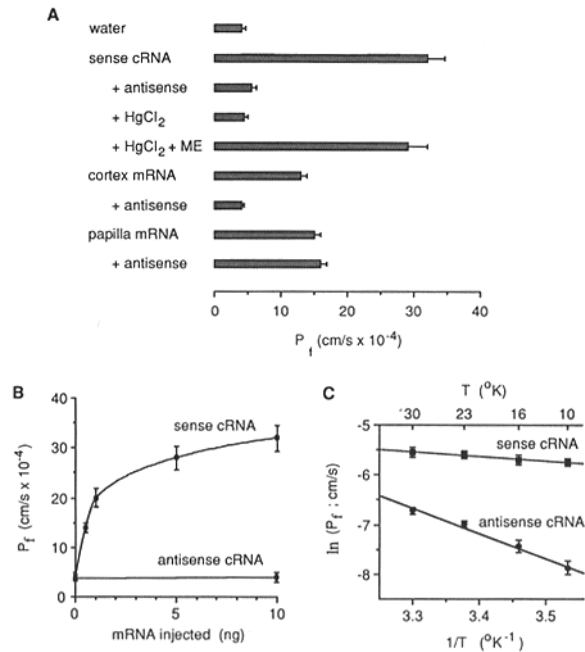 A
water
sense cRNA
+ antisense
+ HgCl₂
+ HgCl₂ + ME
cortex mRNA
+ antisense
papilla mRNA
+ antisense
0 10 20 30 40
P_f (cm/s x 10⁻⁴)
B
40
30
20
10
0
P_f (cm/s x 10⁻⁴)
sense cRNA
antisense cRNA
0 5 10
mRNA injected (ng)
C
T (°K)
30 23 16 10
-5
-6
-7
-8
ln (P_f ; cm/s)
sense cRNA
antisense cRNA
3.3 3.4 3.5
1/T (°K⁻¹)